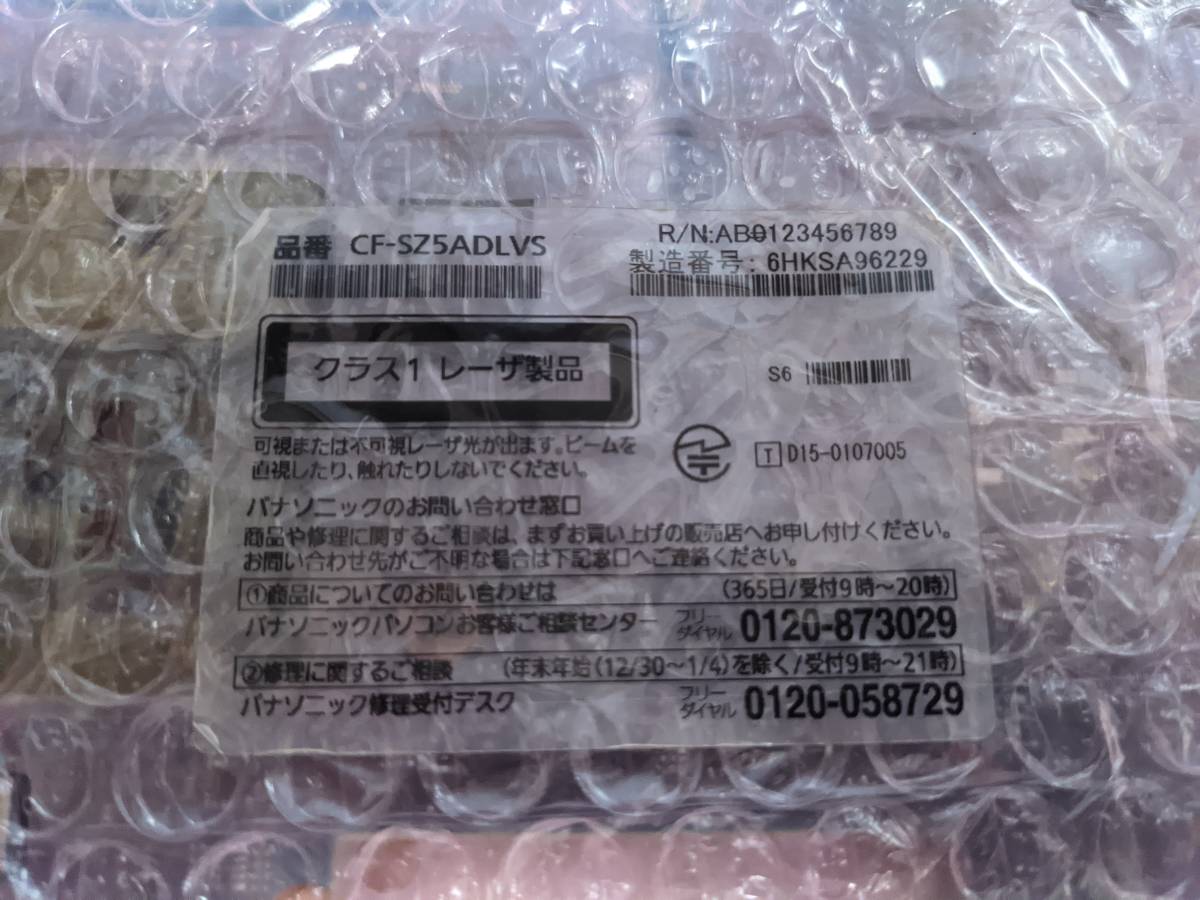 品番 CF-SZ5ADLVS
R/N:AB0123456789
製造番号: 6HKSA96229
クラス1 レーザ製品
S6
可視または不可視レーザ光が出ます。ビームを
直視したり、触れたりしないでください。
T D15-0107005
パナソニックのお問い合わせ窓口
商品や修理に関するご相談は、まずお買い上げの販売店へお申し付けください。
お問い合わせ先がご不明な場合は下記窓口へご連絡ください。
①商品についてのお問い合わせは (365日/受付9時～20時)
パナソニックパソコンお客様ご相談センター フリーダイヤル 0120-873029
②修理に関するご相談 (年末年始(12/30～1/4)を除く/受付9時～21時)
パナソニック修理受付デスク フリーダイヤル 0120-058729